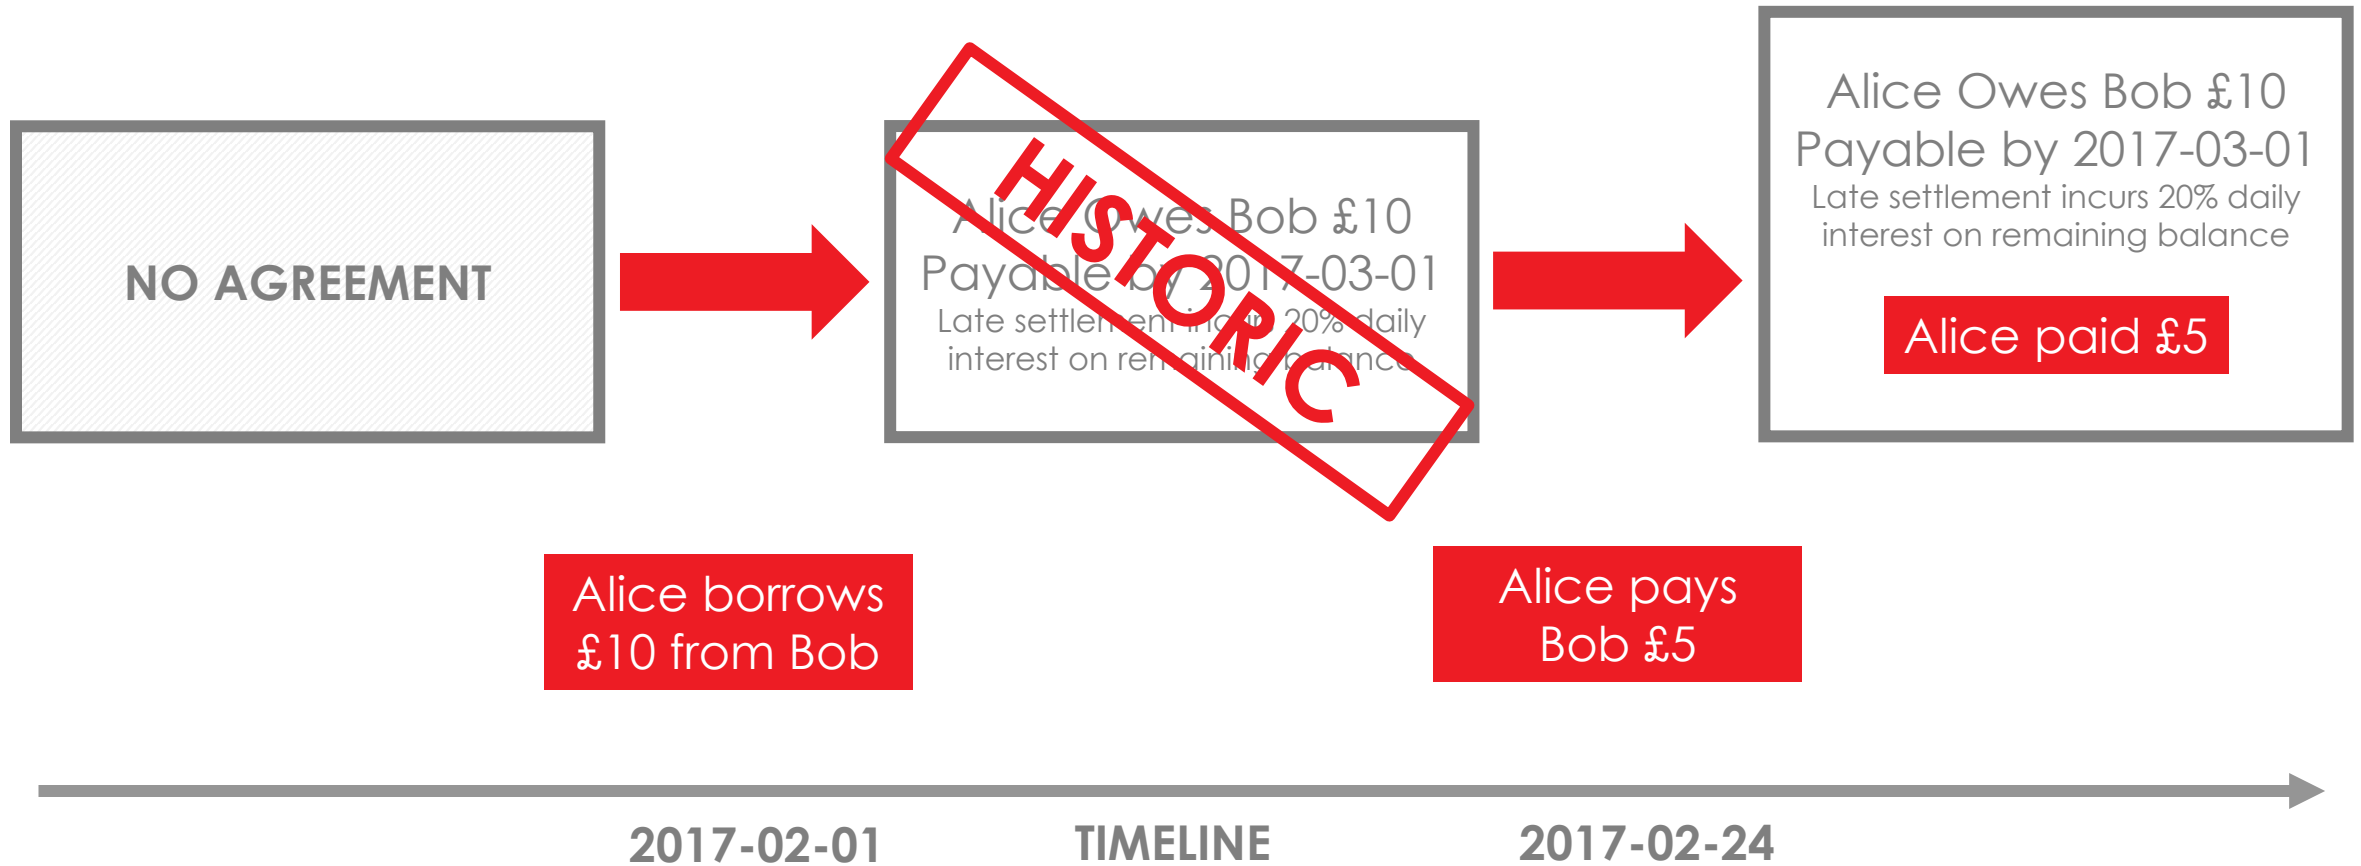 NO AGREEMENT
Alice Owes Bob £10
Payable by 2017-03-01
Late settlement incurs 20% daily
interest on remaining balance
HISTORIC
Alice Owes Bob £10
Payable by 2017-03-01
Late settlement incurs 20% daily
interest on remaining balance
Alice paid £5
Alice borrows
£10 from Bob
Alice pays
Bob £5
2017-02-01
TIMELINE
2017-02-24